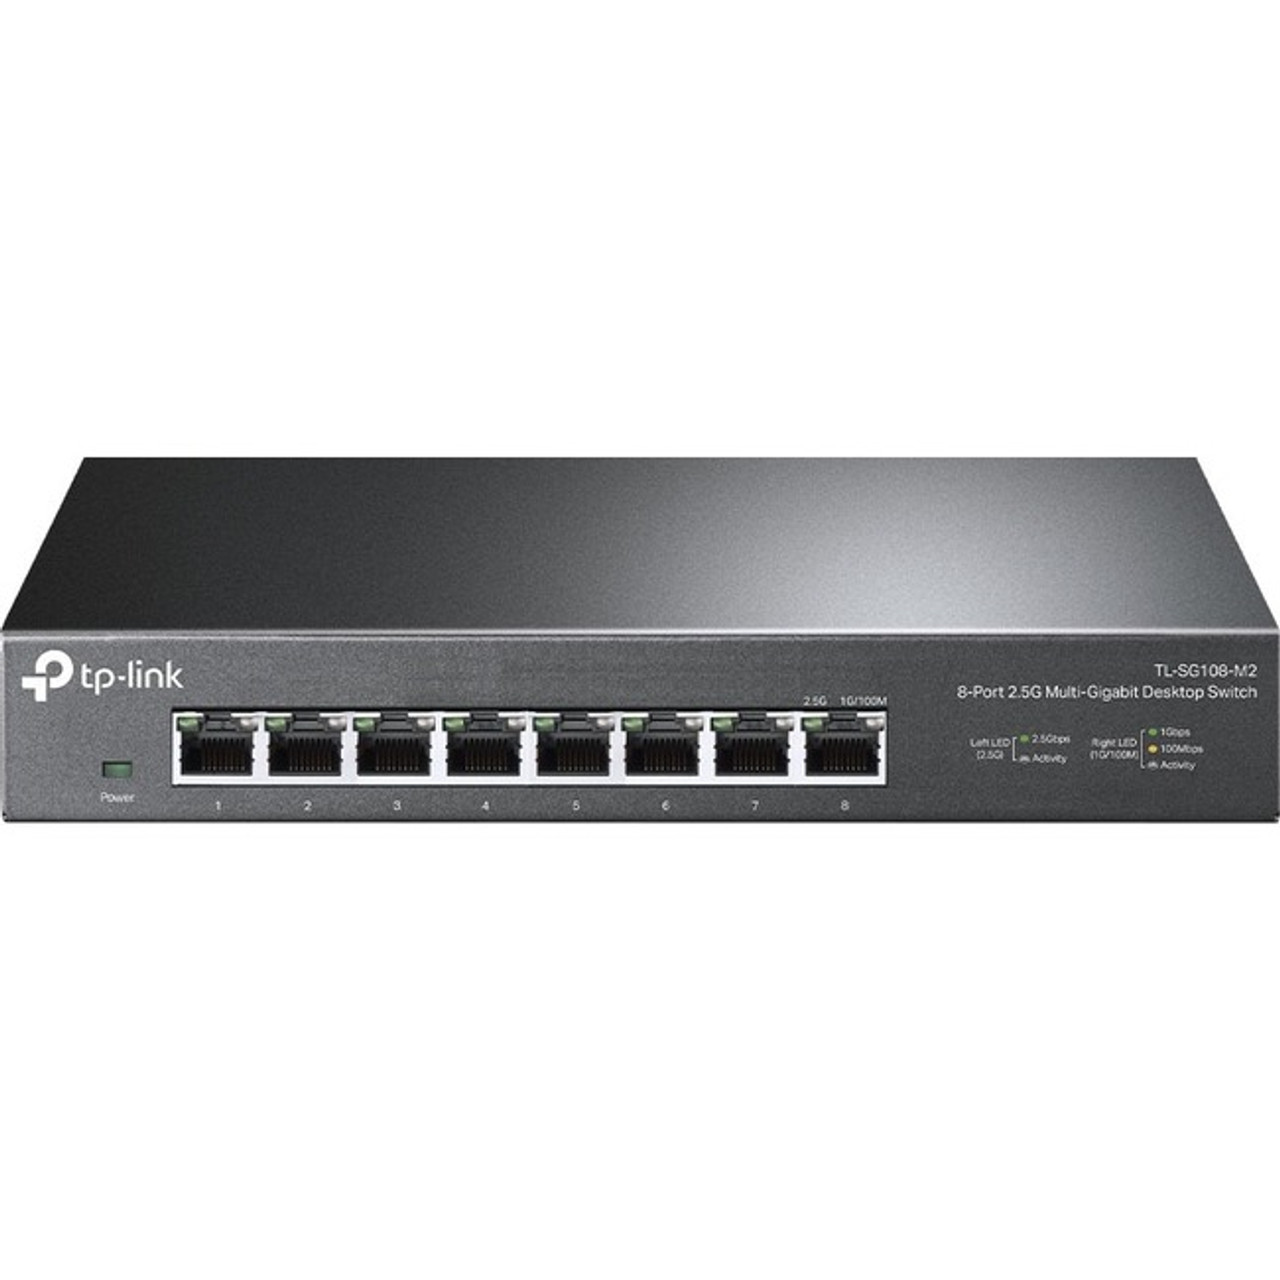 tp-link
TL-SG108-M2
8-Port 2.5G Multi-Gigabit Desktop Switch
2.5G 1G/100M
Left LED
(2.5G)
2.5Gbps
Activity
Right LED
(1G/100M)
1Gbps
100Mbps
Activity
Power
1 2 3 4 5 6 7 8